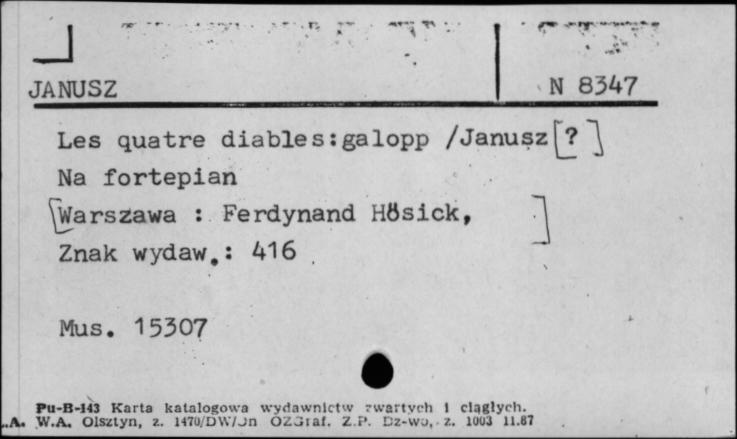 JANUSZ N 8347
Les quatre diables:galopp /Janusz[?]
Na fortepian
[Warszawa : Ferdynand Hösick, ]
Znak wydaw.: 416
Mus. 15307
Pu-B-143 Karta katalogowa wydawnictw zwartych i ciągłych.
W.A. Olsztyn, z. 1470/DW/Jn OZGraf. Z.P. Dz-wo, z. 1003 11.87